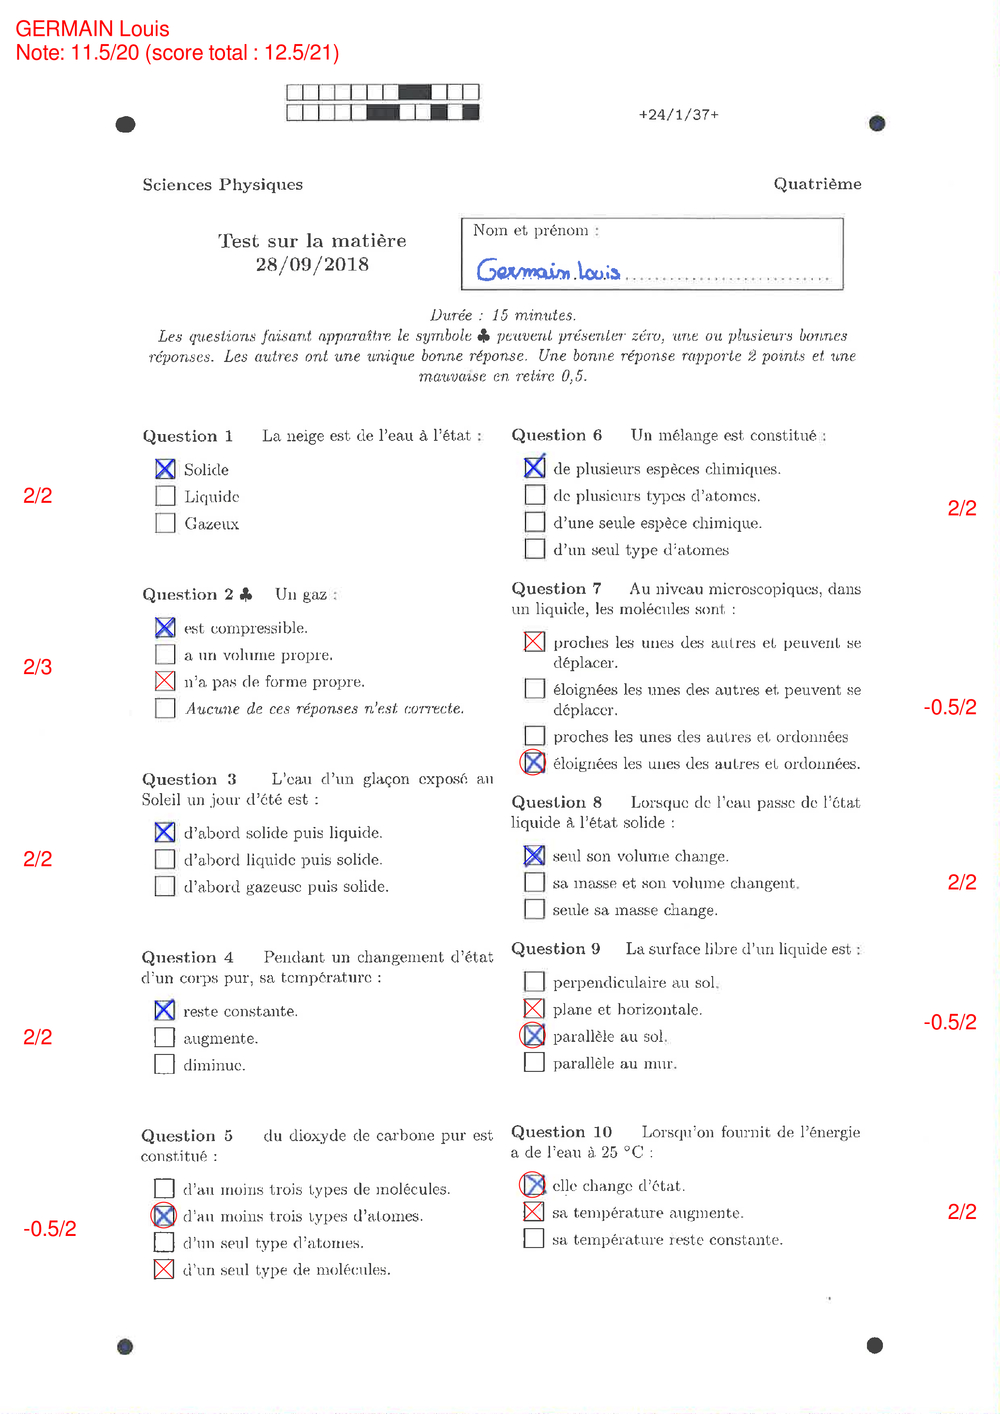 GERMAIN Louis
Note: 11.5/20 (score total : 12.5/21)
+24/1/37+
Sciences Physiques
Quatrième
Test sur la matière
28/09/2018
Nom et prénom :
Germain Louis
Durée : 15 minutes.
Les questions faisant apparaître le symbole ♣ peuvent présenter zéro, une ou plusieurs bonnes
réponses. Les autres ont une unique bonne réponse. Une bonne réponse rapporte 2 points et une
mauvaise en retire 0,5.
Question 1 La neige est de l'eau à l'état :
Solide
Liquide
Gazeux
2/2
Question 2 ♣ Un gaz :
est compressible.
a un volume propre.
n'a pas de forme propre.
Aucune de ces réponses n'est correcte.
2/3
Question 3 L'eau d'un glaçon exposé au
Soleil un jour d'été est :
d'abord solide puis liquide.
d'abord liquide puis solide.
d'abord gazeuse puis solide.
2/2
Question 4 Pendant un changement d'état
d'un corps pur, sa température :
reste constante.
augmente.
diminue.
2/2
Question 5 du dioxyde de carbone pur est
constitué :
d'au moins trois types de molécules.
d'au moins trois types d'atomes.
d'un seul type d'atomes.
d'un seul type de molécules.
-0.5/2
Question 6 Un mélange est constitué :
de plusieurs espèces chimiques.
de plusieurs types d'atomes.
d'une seule espèce chimique.
d'un seul type d'atomes
2/2
Question 7 Au niveau microscopiques, dans
un liquide, les molécules sont :
proches les unes des autres et peuvent se
déplacer.
éloignées les unes des autres et peuvent se
déplacer.
proches les unes des autres et ordonnées
éloignées les unes des autres et ordonnées.
-0.5/2
Question 8 Lorsque de l'eau passe de l'état
liquide à l'état solide :
seul son volume change.
sa masse et son volume changent.
seule sa masse change.
2/2
Question 9 La surface libre d'un liquide est :
perpendiculaire au sol.
plane et horizontale.
parallèle au sol.
parallèle au mur.
-0.5/2
Question 10 Lorsqu'on fournit de l'énergie
a de l'eau à 25 °C :
elle change d'état.
sa température augmente.
sa température reste constante.
2/2